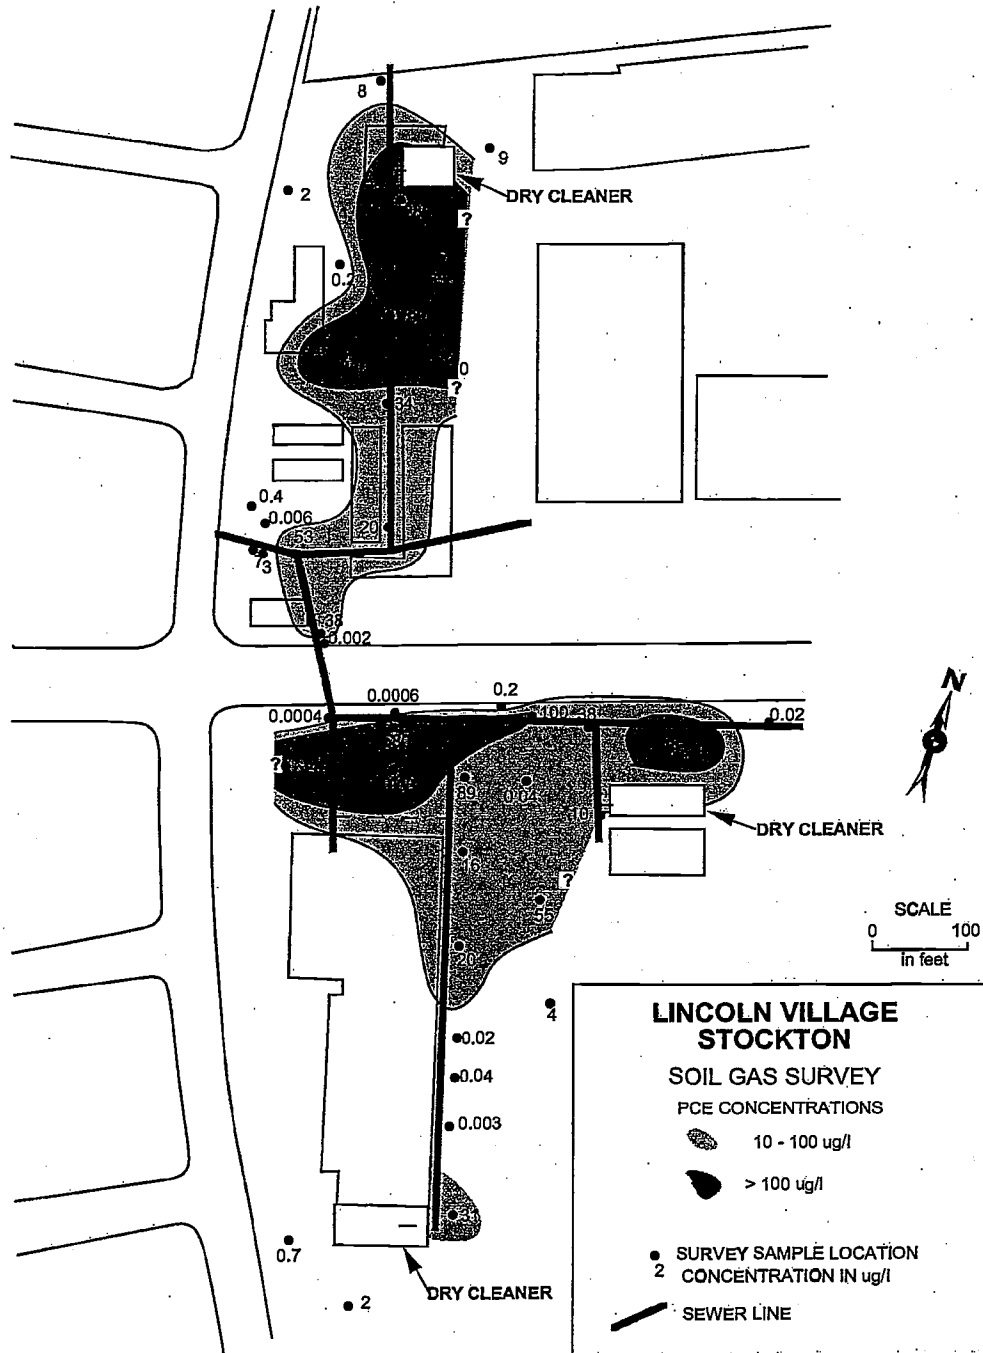 8
9
2
DRY CLEANER
?
0
?
34
0.4
0.006
53
20
3
38
0.002
0.2
0.0006
0.0004
100
38
0.02
?
89
0.04
10
DRY CLEANER
16
?
55
20
N
SCALE
0 100
in feet
4
0.02
0.04
0.003
31
0.7
2
DRY CLEANER
LINCOLN VILLAGE
STOCKTON
SOIL GAS SURVEY
PCE CONCENTRATIONS
10 - 100 ug/l
> 100 ug/l
SURVEY SAMPLE LOCATION
2 CONCENTRATION IN ug/l
SEWER LINE